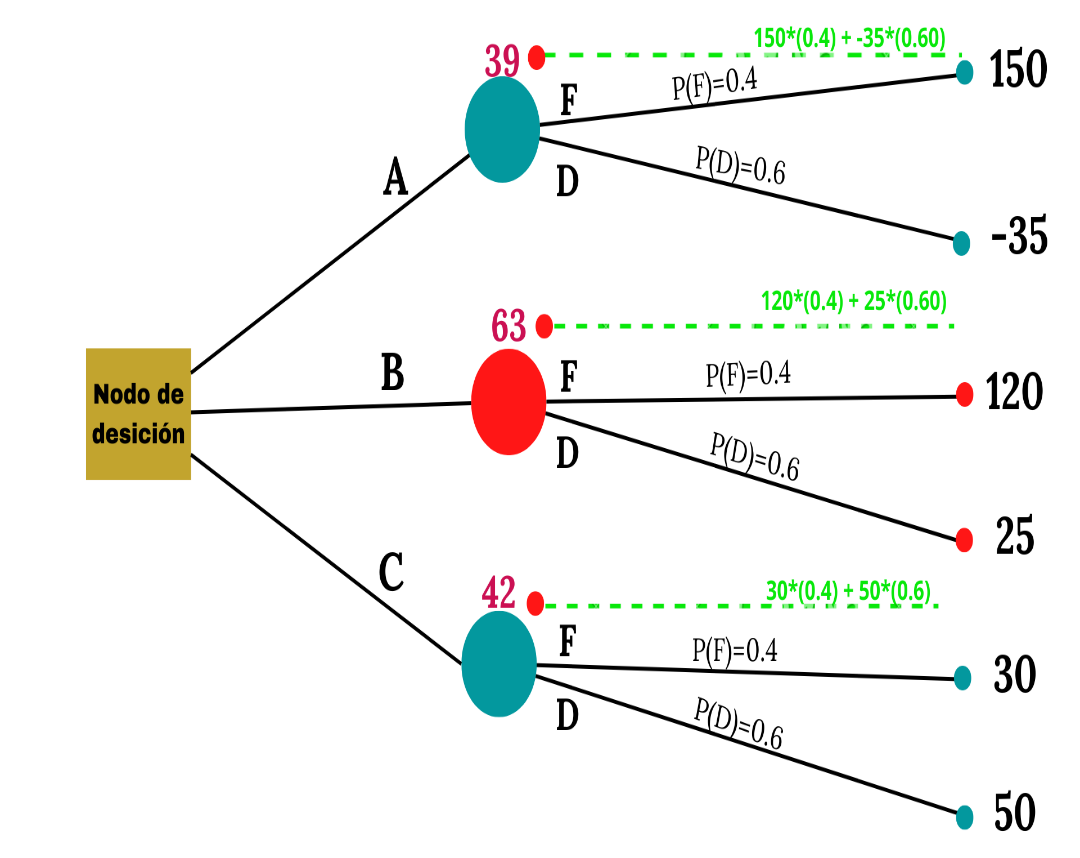 150*(0.4) + -35*(0.60)
39
150
F
P(F)=0.4
A
D
P(D)=0.6
-35
120*(0.4) + 25*(0.60)
63
B
F
P(F)=0.4
120
Nodo de
desición
D
P(D)=0.6
25
C
42
30*(0.4) + 50*(0.6)
F
P(F)=0.4
30
D
P(D)=0.6
50